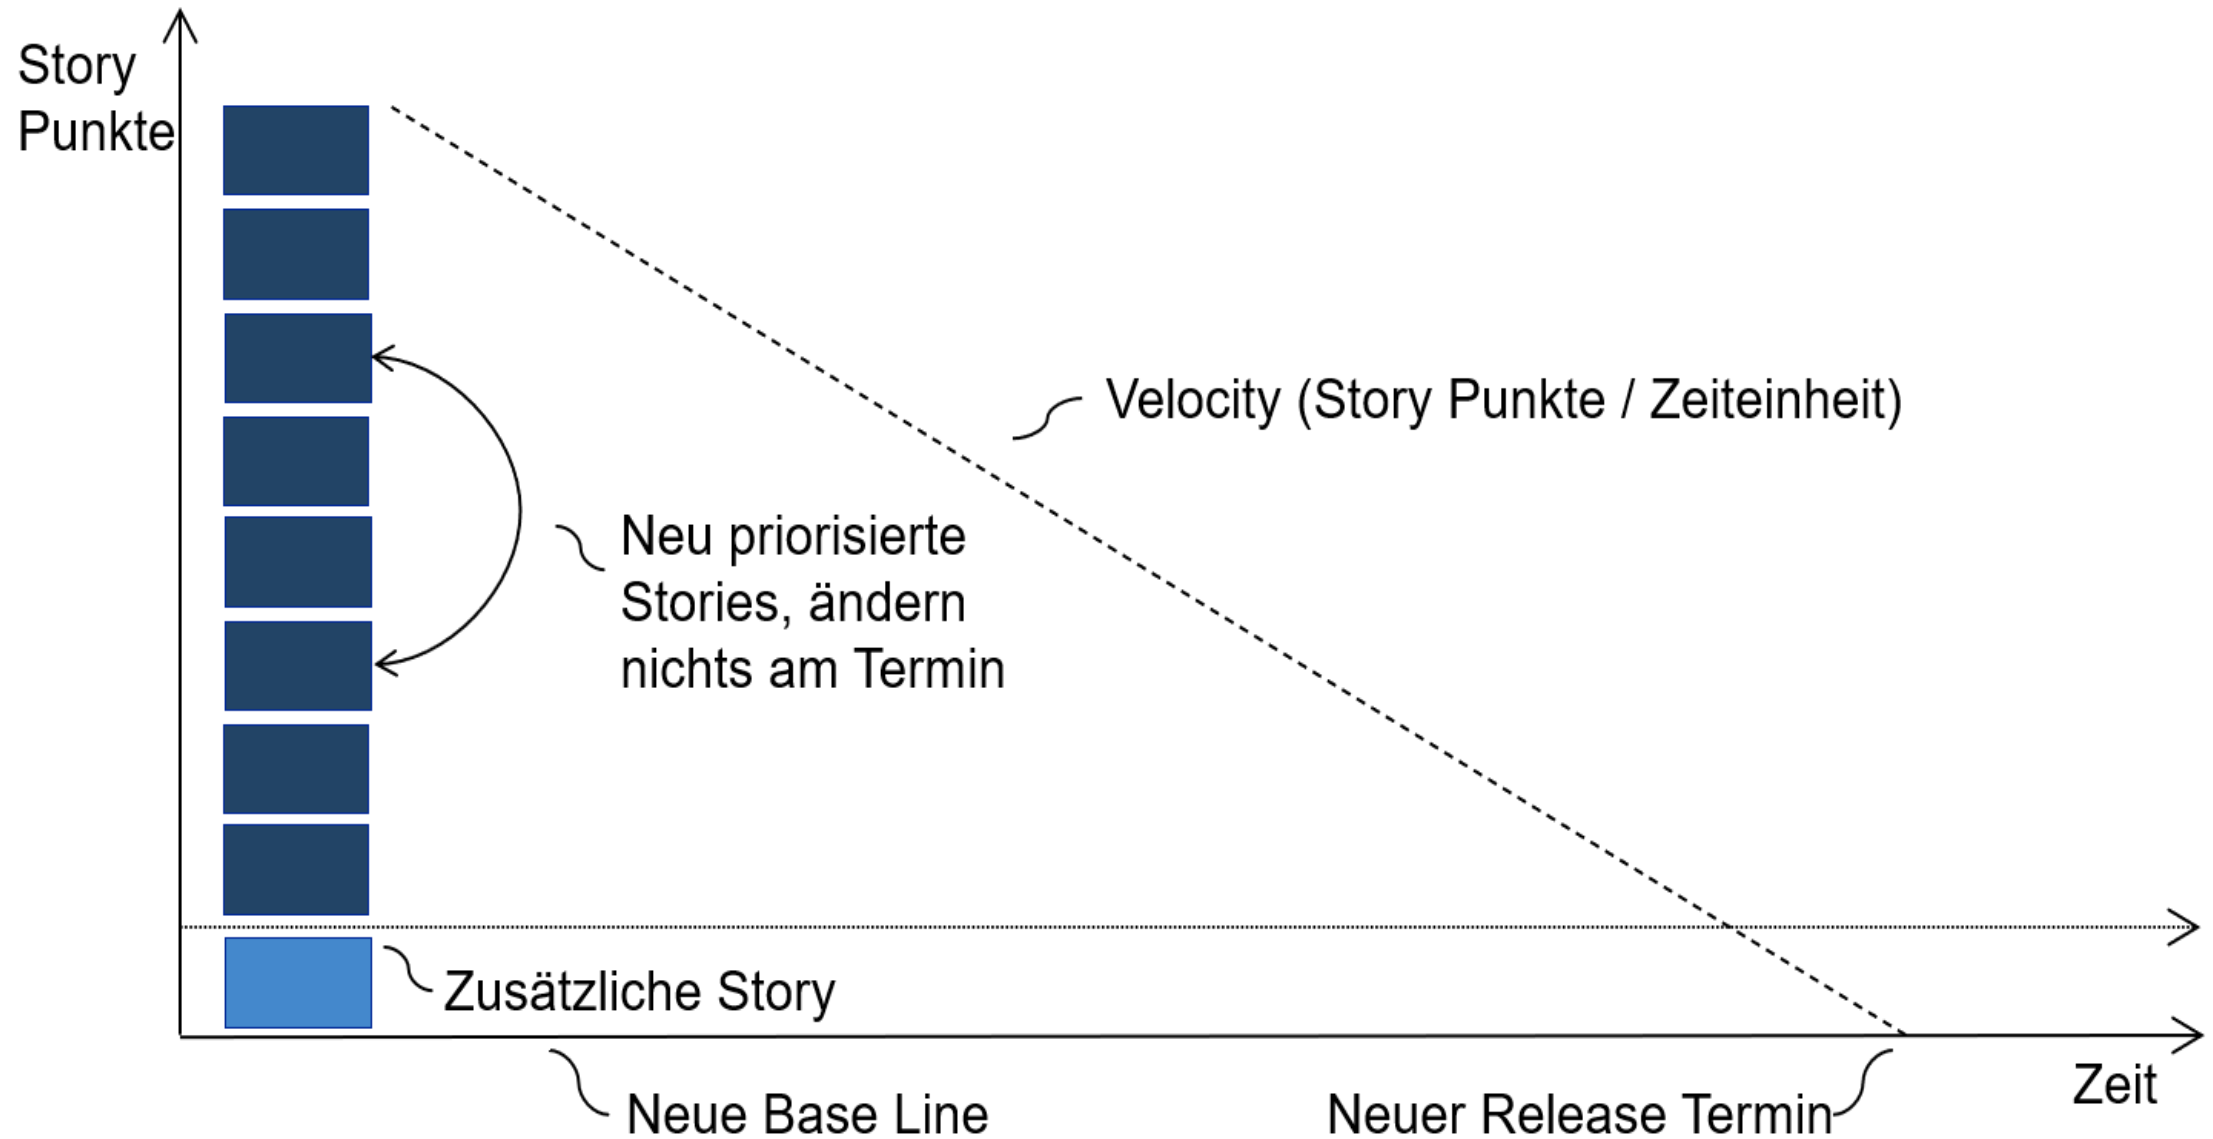 Story
Punkte
Velocity (Story Punkte / Zeiteinheit)
Neu priorisierte
Stories, ändern
nichts am Termin
Zusätzliche Story
Zeit
Neue Base Line
Neuer Release Termin